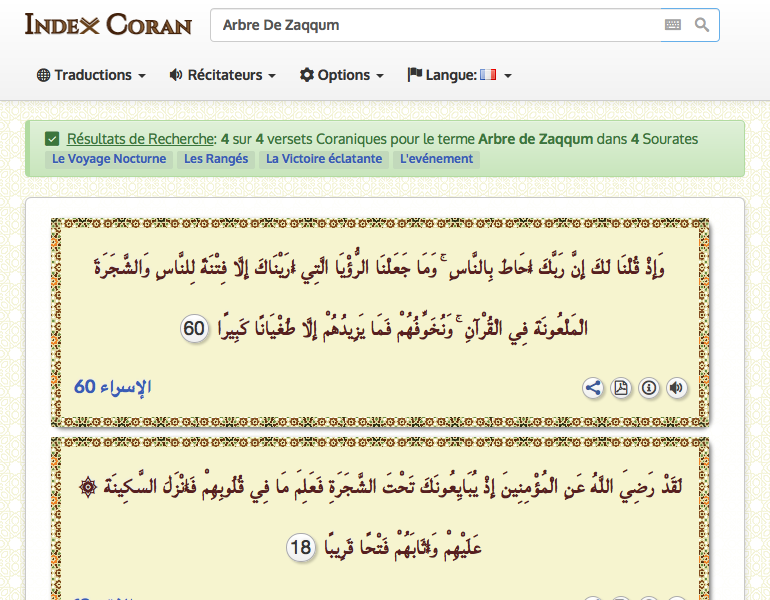 INDEX CORAN
Arbre De Zaqqum
Traductions
Récitateurs
Options
Langue:
Résultats de Recherche: 4 sur 4 versets Coraniques pour le terme Arbre de Zaqqum dans 4 Sourates
Le Voyage Nocturne Les Rangés La Victoire éclatante L'evénement
وَإِذْ قُلْنَا لَكَ إِنَّ رَبَّكَ أَحَاطَ بِالنَّاسِ ۚ وَمَا جَعَلْنَا الرُّؤْيَا الَّتِي أَرَيْنَاكَ إِلَّا فِتْنَةً لِلنَّاسِ وَالشَّجَرَةَ
الْمَلْعُونَةَ فِي الْقُرْآنِ ۚ وَنُخَوِّفُهُمْ فَمَا يَزِيدُهُمْ إِلَّا طُغْيَانًا كَبِيرًا 60
الإسراء 60
لَقَدْ رَضِيَ اللَّهُ عَنِ الْمُؤْمِنِينَ إِذْ يُبَايِعُونَكَ تَحْتَ الشَّجَرَةِ فَعَلِمَ مَا فِي قُلُوبِهِمْ فَأَنْزَلَ السَّكِينَةَ ۞
عَلَيْهِمْ وَأَثَابَهُمْ فَتْحًا قَرِيبًا 18